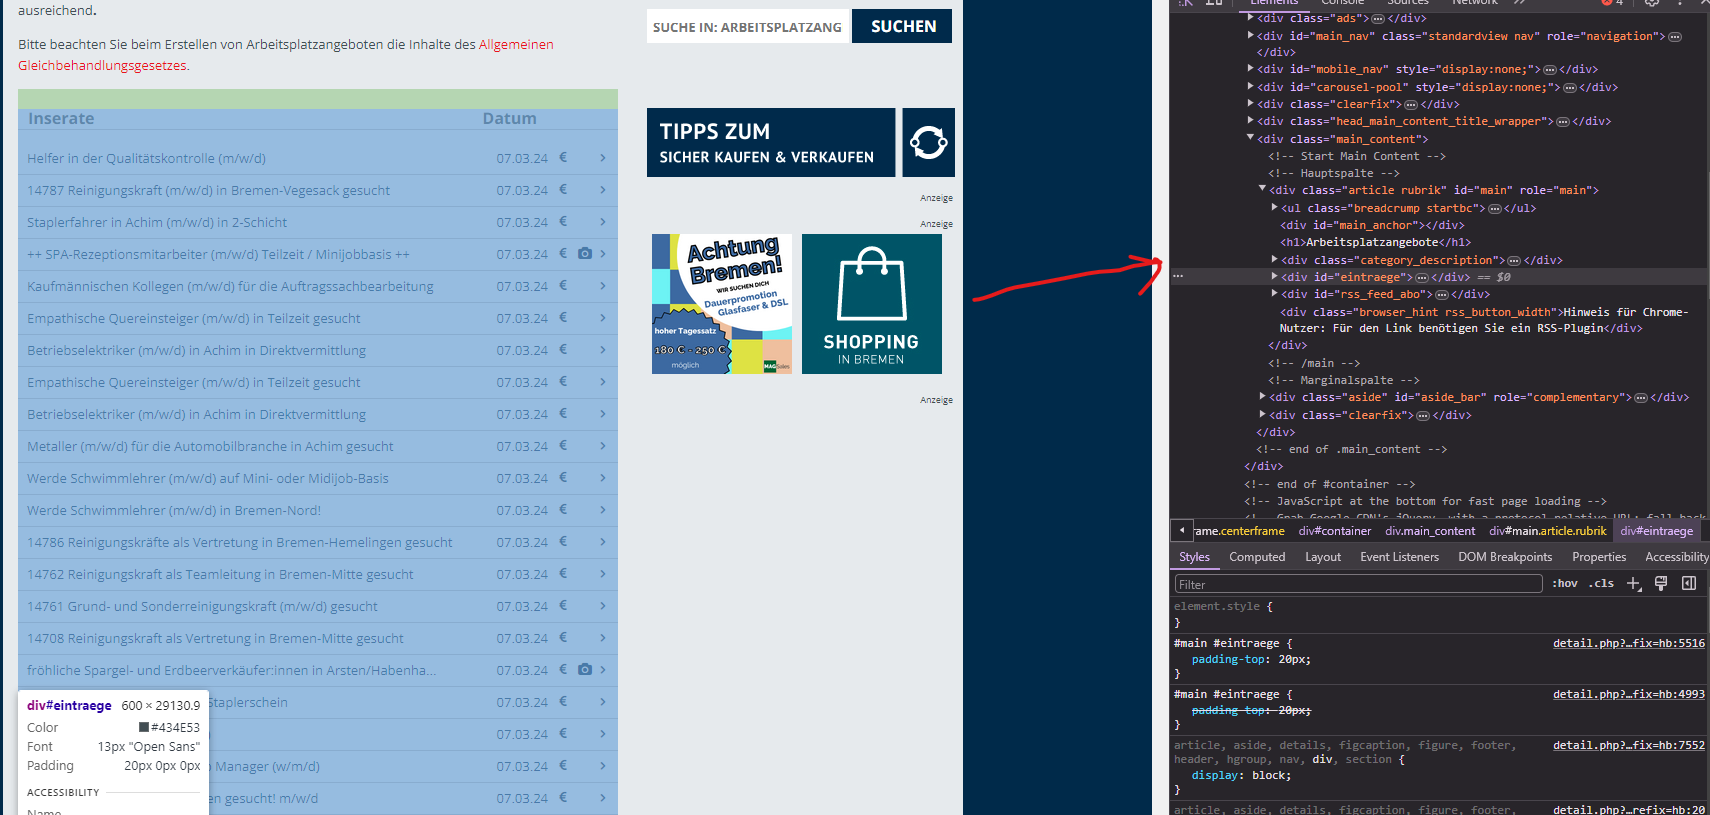 ausreichend.
Bitte beachten Sie beim Erstellen von Arbeitsplatzangeboten die Inhalte des Allgemeinen
Gleichbehandlungsgesetzes.
Inserate Datum
Helfer in der Qualitätskontrolle (m/w/d) 07.03.24 €
14787 Reinigungskraft (m/w/d) in Bremen-Vegesack gesucht 07.03.24 €
Staplerfahrer in Achim (m/w/d) in 2-Schicht 07.03.24 €
++ SPA-Rezeptionsmitarbeiter (m/w/d) Teilzeit / Minijobbasis ++ 07.03.24 €
Kaufmännischen Kollegen (m/w/d) für die Auftragssachbearbeitung 07.03.24 €
Empathische Quereinsteiger (m/w/d) in Teilzeit gesucht 07.03.24 €
Betriebselektriker (m/w/d) in Achim in Direktvermittlung 07.03.24 €
Empathische Quereinsteiger (m/w/d) in Teilzeit gesucht 07.03.24 €
Betriebselektriker (m/w/d) in Achim in Direktvermittlung 07.03.24 €
Metaller (m/w/d) für die Automobilbranche in Achim gesucht 07.03.24 €
Werde Schwimmlehrer (m/w/d) auf Mini- oder Midijob-Basis 07.03.24 €
Werde Schwimmlehrer (m/w/d) in Bremen-Nord! 07.03.24 €
14786 Reinigungskräfte als Vertretung in Bremen-Hemelingen gesucht 07.03.24 €
14762 Reinigungskraft als Teamleitung in Bremen-Mitte gesucht 07.03.24 €
14761 Grund- und Sonderreinigungskraft (m/w/d) gesucht 07.03.24 €
14708 Reinigungskraft als Vertretung in Bremen-Mitte gesucht 07.03.24 €
fröhliche Spargel- und Erdbeerverkäufer:innen in Arsten/Habenha... 07.03.24 €
Staplerschein 07.03.24 €
) 07.03.24 €
Manager (w/m/d) 07.03.24 €
en gesucht! m/w/d 07.03.24 €
div#eintraege 600 × 29130.9
Color #434E53
Font 13px "Open Sans"
Padding 20px 0px 0px
ACCESSIBILITY
Name
SUCHE IN: ARBEITSPLATZANG SUCHEN
TIPPS ZUM
SICHER KAUFEN & VERKAUFEN
Anzeige
Anzeige
Achtung
Bremen!
WIR SUCHEN DICH
Dauerpromotion
Glasfaser & DSL
hoher Tagessatz
180 € - 250 €
möglich
MAGSales
SHOPPING
IN BREMEN
Anzeige
Elements Console Sources Network >> 4
<div class="ads">…</div>
<div id="main_nav" class="standardview nav" role="navigation">…
</div>
<div id="mobile_nav" style="display:none;">…</div>
<div id="carousel-pool" style="display:none;">…</div>
<div class="clearfix">…</div>
<div class="head_main_content_title_wrapper">…</div>
<div class="main_content">
<!-- Start Main Content -->
<!-- Hauptspalte -->
<div class="article rubrik" id="main" role="main">
<ul class="breadcrump startbc">…</ul>
<div id="main_anchor"></div>
<h1>Arbeitsplatzangebote</h1>
<div class="category_description">…</div>
<div id="eintraege">…</div> == $0
<div id="rss_feed_abo">…</div>
<div class="browser_hint rss_button_width">Hinweis für Chrome-
Nutzer: Für den Link benötigen Sie ein RSS-Plugin</div>
</div>
<!-- /main -->
<!-- Marginalspalte -->
<div class="aside" id="aside_bar" role="complementary">…</div>
<div class="clearfix">…</div>
</div>
<!-- end of .main_content -->
</div>
<!-- end of #container -->
<!-- JavaScript at the bottom for fast page loading -->
<!-- Grab Google CDN's jQuery, with a protocol relative URL; fall back
rame.centerframe div#container div.main_content div#main.article.rubrik div#eintraege
Styles Computed Layout Event Listeners DOM Breakpoints Properties Accessibility
Filter :hov .cls
element.style {
}
#main #eintraege { detail.php?…fix=hb:5516
padding-top: 20px;
}
#main #eintraege { detail.php?…fix=hb:4993
padding-top: 20px;
}
article, aside, details, figcaption, figure, footer, detail.php?…fix=hb:7552
header, hgroup, nav, div, section {
display: block;
}
article, aside, details, figcaption, figure, footer, detail.php?…refix=hb:20